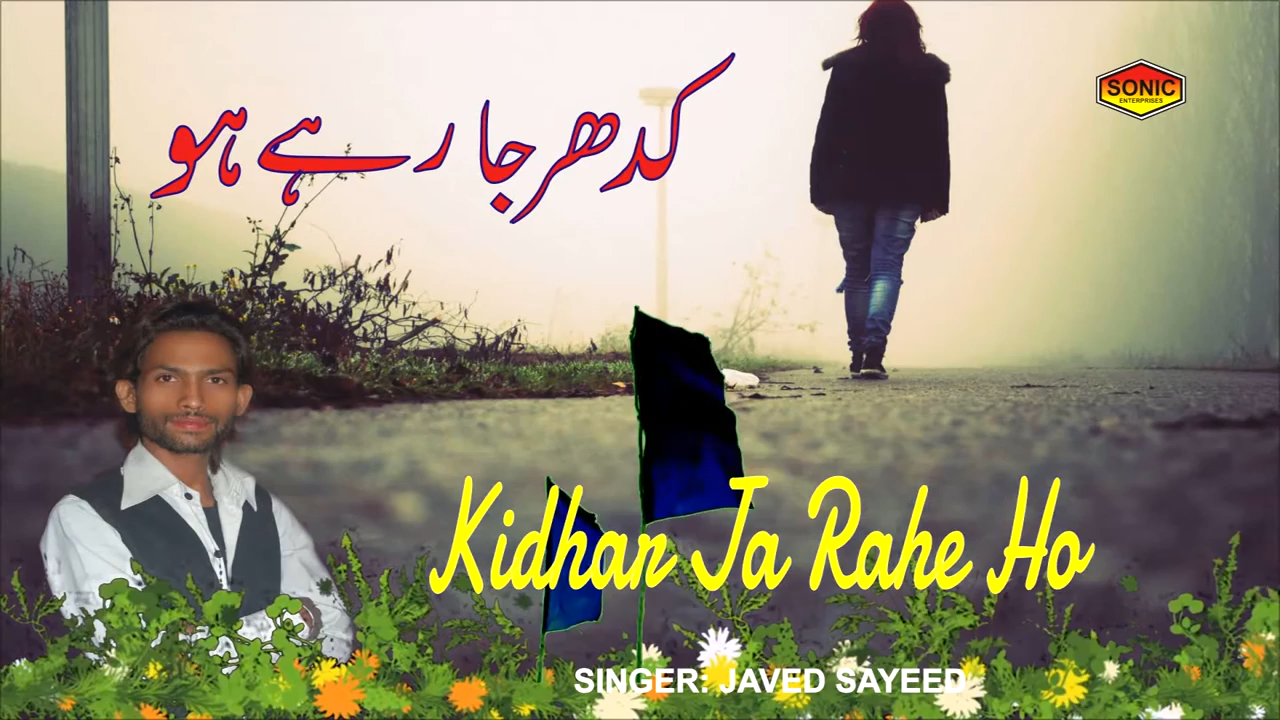 کدھر جا رہے ہو
SONIC
ENTERPRISES
Kidhar Ja Rahe Ho
SINGER: JAVED SAYEED